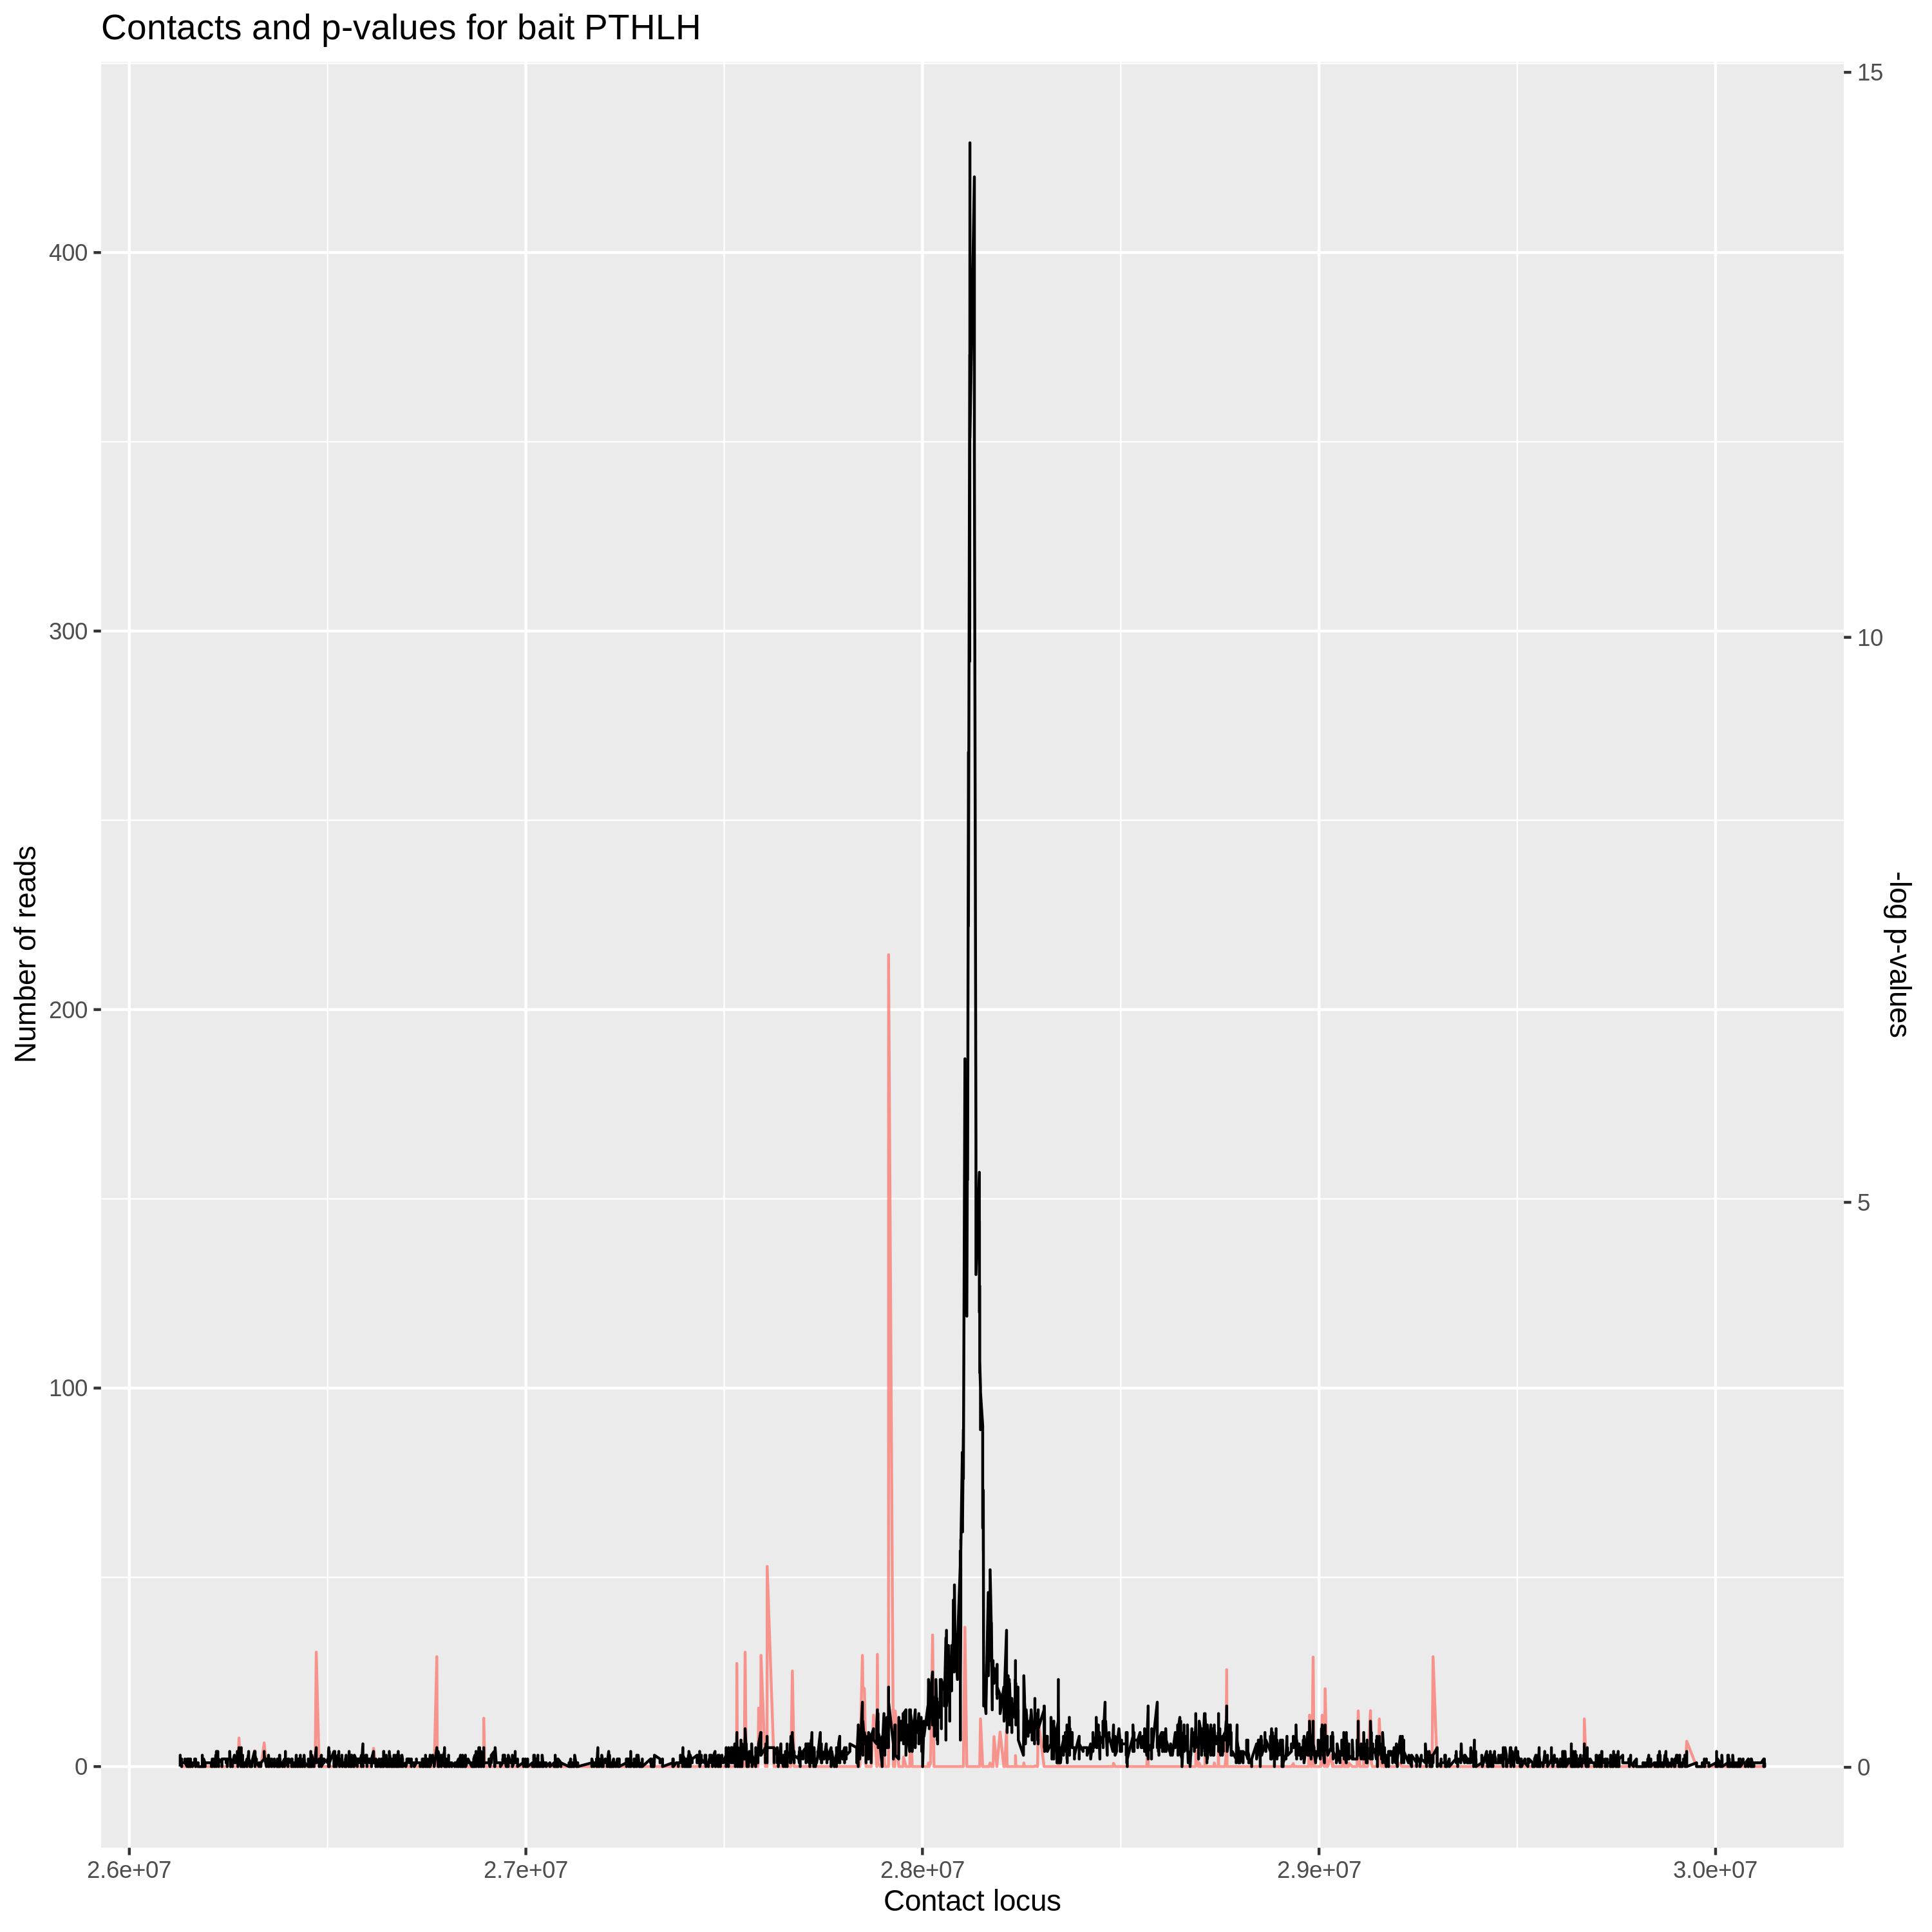 Contacts and p-values for bait PTHLH
15
400
300
10
Number of reads
-log p-values
200
5
100
0
0
2.6e+07
2.7e+07
2.8e+07
2.9e+07
3.0e+07
Contact locus